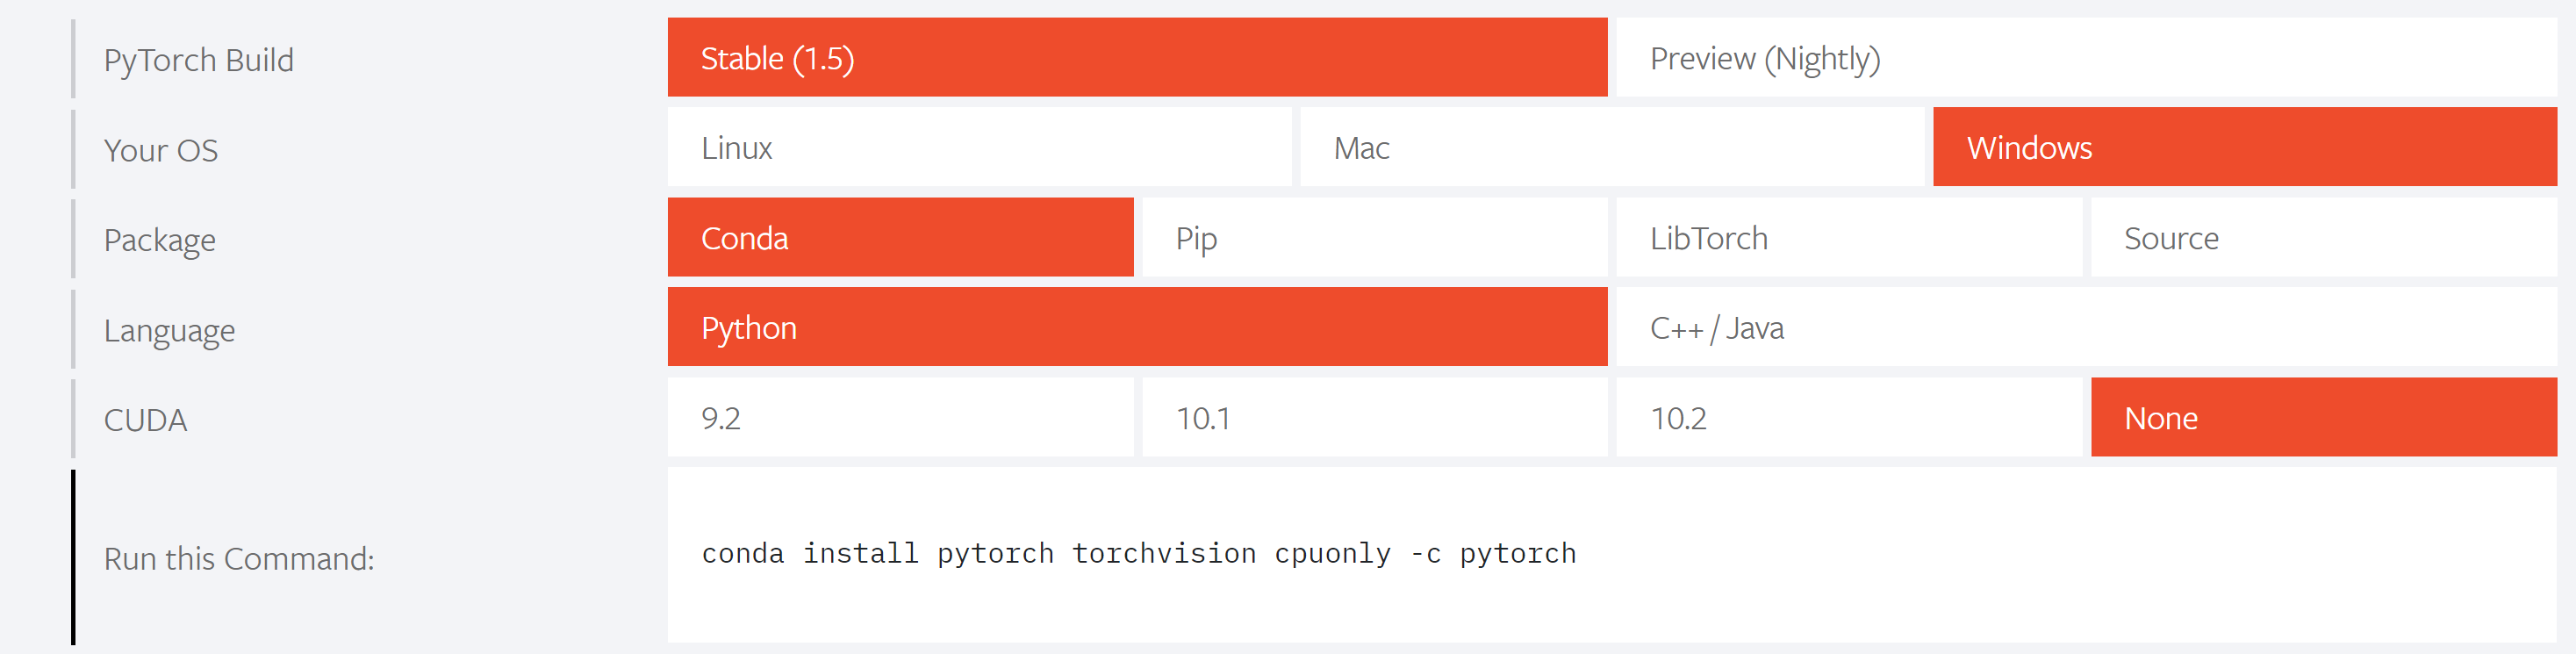 PyTorch Build
Stable (1.5)
Preview (Nightly)
Your OS
Linux
Mac
Windows
Package
Conda
Pip
LibTorch
Source
Language
Python
C++ / Java
CUDA
9.2
10.1
10.2
None
Run this Command:
conda install pytorch torchvision cpuonly -c pytorch